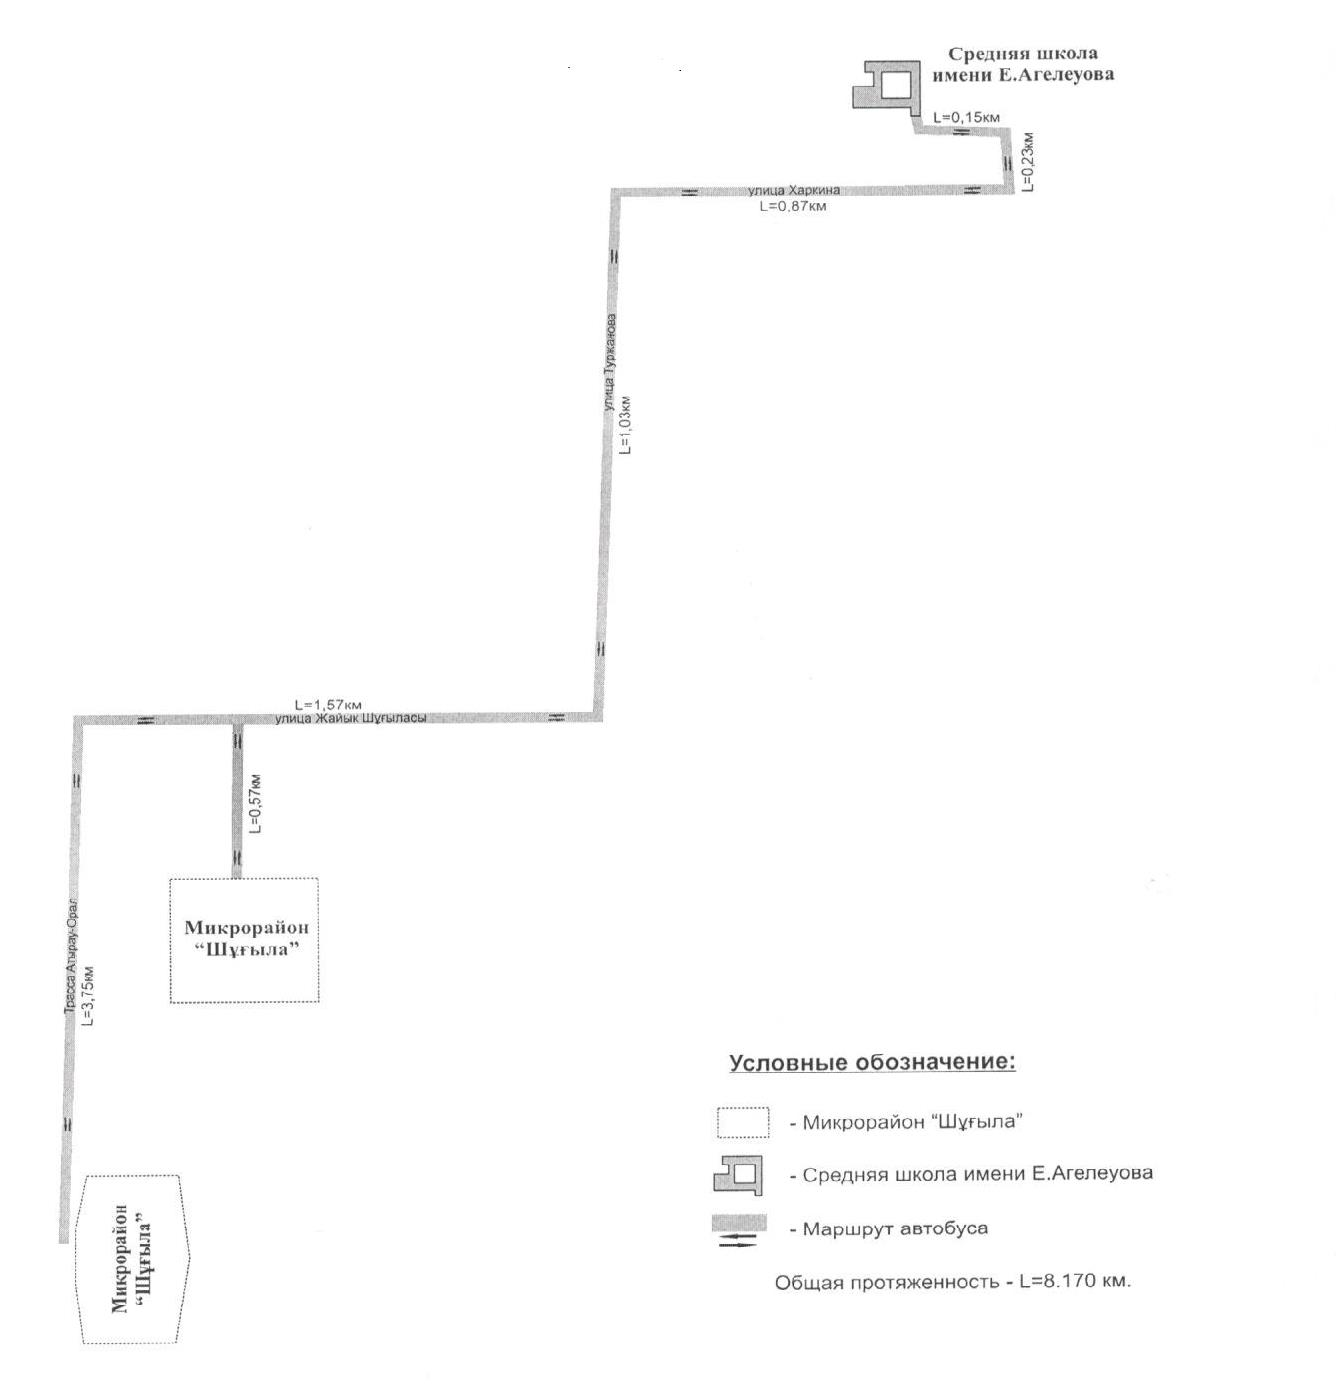 Средняя школа
имени Е.Агелеуова
L=0,15км
L=0,23км
улица Харкина
L=0,87км
улица Туржанова
L=1,03км
L=1,57км
улица Жайык Шұғыласы
L=0,57км
Микрорайон
“Шұғыла”
Трасса Атырау-Орал
L=3,75км
Микрорайон
“Шұғыла”
Условные обозначение:
- Микрорайон “Шұғыла”
- Средняя школа имени Е.Агелеуова
- Маршрут автобуса
Общая протяженность - L=8.170 км.